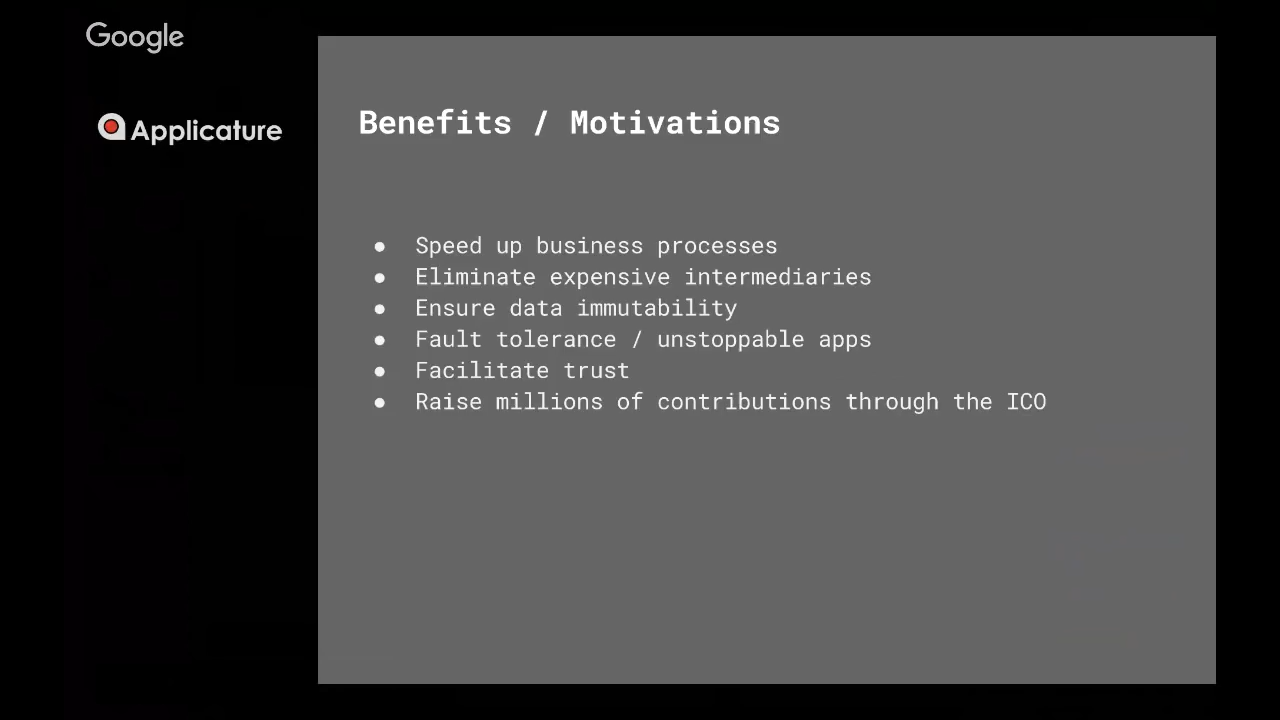 Google
Applicature
Benefits / Motivations
● Speed up business processes
● Eliminate expensive intermediaries
● Ensure data immutability
● Fault tolerance / unstoppable apps
● Facilitate trust
● Raise millions of contributions through the ICO